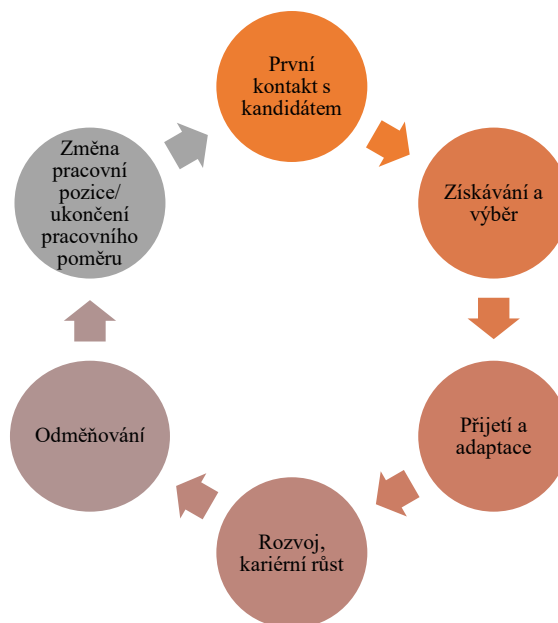 První
kontakt s
kandidátem
Získávání a
výběr
Přijetí a
adaptace
Rozvoj,
kariérní růst
Odměňování
Změna
pracovní
pozice/
ukončení
pracovního
poměru